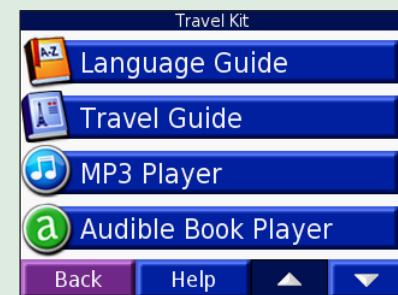 Travel Kit
A-Z
Language Guide
Travel Guide
MP3 Player
a
Audible Book Player
Back Help